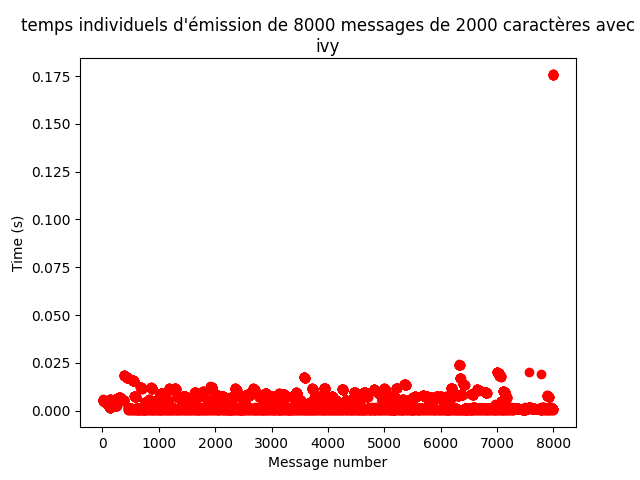 temps individuels d'émission de 8000 messages de 2000 caractères avec
ivy
0.175
0.150
0.125
0.100
0.075
0.050
0.025
0.000
Time (s)
0 1000 2000 3000 4000 5000 6000 7000 8000
Message number